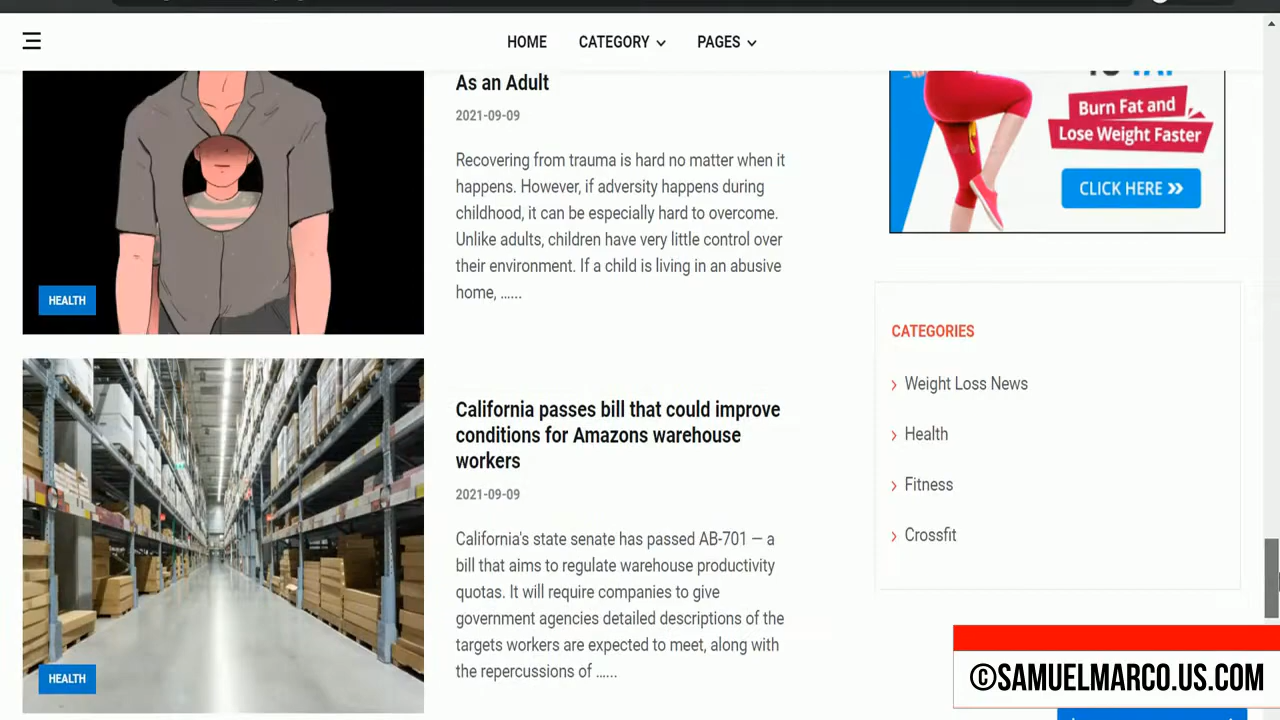 HOME
CATEGORY
PAGES
As an Adult
2021-09-09
Recovering from trauma is hard no matter when it
happens. However, if adversity happens during
childhood, it can be especially hard to overcome.
Unlike adults, children have very little control over
their environment. If a child is living in an abusive
home, ......
HEALTH
California passes bill that could improve
conditions for Amazons warehouse
workers
2021-09-09
California's state senate has passed AB-701 — a
bill that aims to regulate warehouse productivity
quotas. It will require companies to give
government agencies detailed descriptions of the
targets workers are expected to meet, along with
the repercussions of ......
HEALTH
Burn Fat and
Lose Weight Faster
CLICK HERE »
CATEGORIES
Weight Loss News
Health
Fitness
Crossfit
©SAMUELMARCO.US.COM